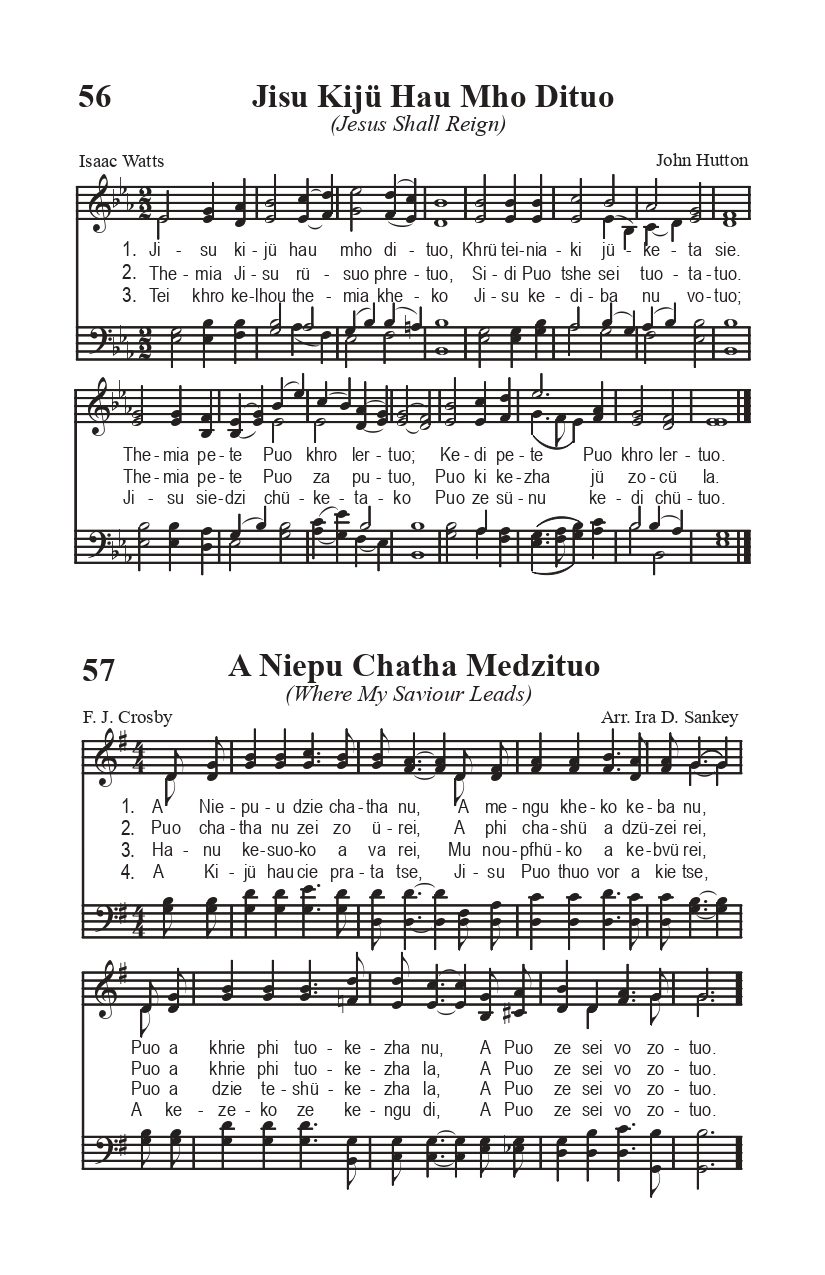 56 Jisu Kijü Hau Mho Dituo
(Jesus Shall Reign)
Isaac Watts John Hutton
1. Ji - su ki - jü hau mho di - tuo, Khrü tei - nia - ki jü - ke - ta sie.
2. The - mia Ji - su rü - suo phre - tuo, Si - di Puo tshe sei tuo - ta - tuo.
3. Tei khro ke - lhou the - mia khe - ko Ji - su ke - di - ba nu vo - tuo;
The - mia pe - te Puo khro ler - tuo; Ke - di pe - te Puo khro ler - tuo.
The - mia pe - te Puo za pu - tuo, Puo ki ke - zha jü zo - cü la.
Ji - su sie - dzi chü - ke - ta - ko Puo ze sü - nu ke - di chü - tuo.
57 A Niepu Chatha Medzituo
(Where My Saviour Leads)
F. J. Crosby Arr. Ira D. Sankey
1. A Nie - pu - u dzie cha - tha nu, A me - ngu khe - ko ke - ba nu,
2. Puo cha - tha nu zei zo ü - rei, A phi cha - shü a dzü - zei rei,
3. Ha - nu ke - suo - ko a va rei, Mu nou - pfhü - ko a ke - bvü rei,
4. A Ki - jü hau cie pra - ta tse, Ji - su Puo thuo vor a kie tse,
Puo a khrie phi tuo - ke - zha nu, A Puo ze sei vo zo - tuo.
Puo a khrie phi tuo - ke - zha la, A Puo ze sei vo zo - tuo.
Puo a dzie te - shü - ke - zha la, A Puo ze sei vo zo - tuo.
A ke - ze - ko ze ke - ngu di, A Puo ze sei vo zo - tuo.